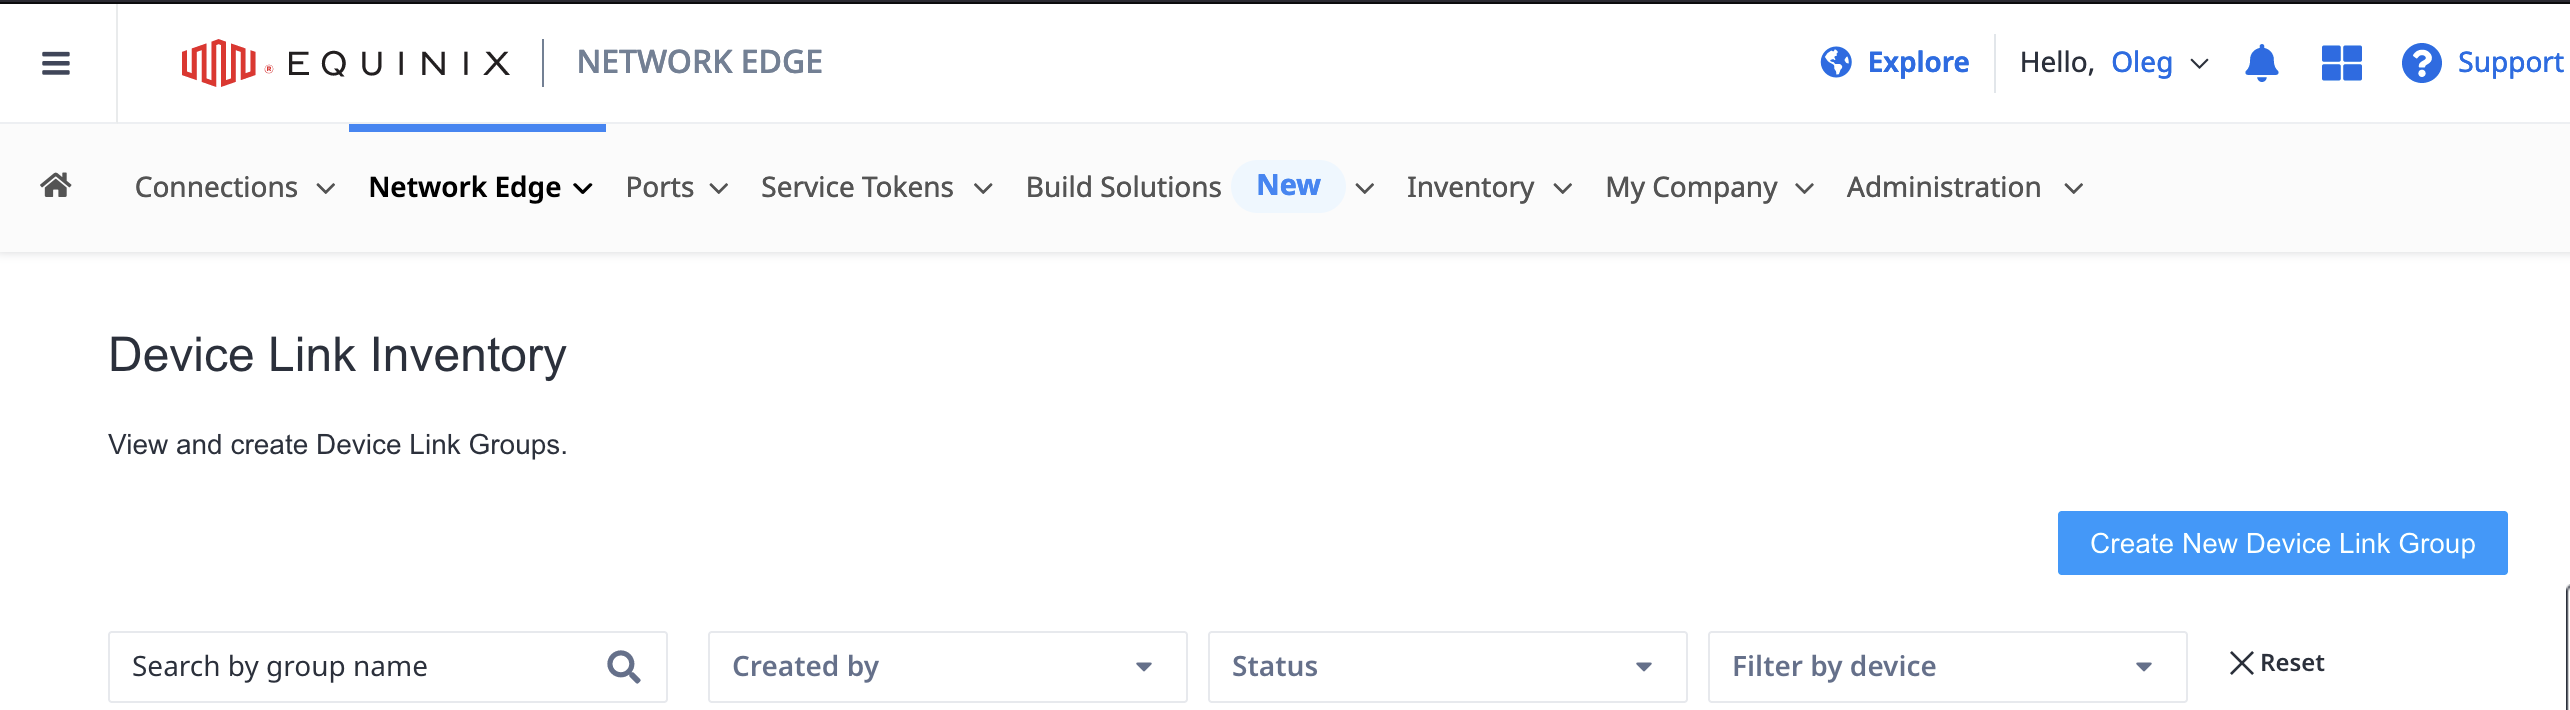 EQUINIX | NETWORK EDGE
Explore
Hello, Oleg
Support
Connections
Network Edge
Ports
Service Tokens
Build Solutions New
Inventory
My Company
Administration
Device Link Inventory
View and create Device Link Groups.
Create New Device Link Group
Search by group name
Created by
Status
Filter by device
Reset